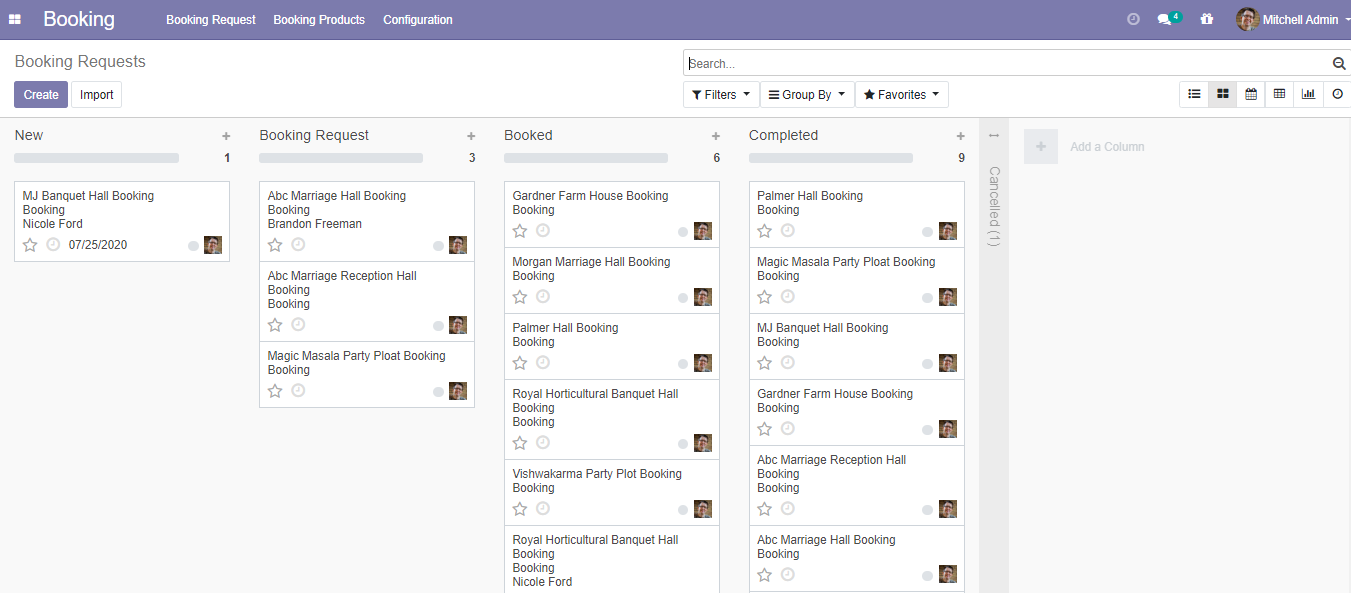 Booking
Booking Request
Booking Products
Configuration
4
Mitchell Admin
Booking Requests
Search...
Create
Import
Filters
Group By
Favorites
New
1
MJ Banquet Hall Booking
Booking
Nicole Ford
07/25/2020
Booking Request
3
Abc Marriage Hall Booking
Booking
Brandon Freeman
Abc Marriage Reception Hall
Booking
Booking
Magic Masala Party Ploat Booking
Booking
Booked
6
Gardner Farm House Booking
Booking
Morgan Marriage Hall Booking
Booking
Palmer Hall Booking
Booking
Royal Horticultural Banquet Hall
Booking
Booking
Vishwakarma Party Plot Booking
Booking
Royal Horticultural Banquet Hall
Booking
Booking
Nicole Ford
Completed
9
Palmer Hall Booking
Booking
Magic Masala Party Ploat Booking
Booking
MJ Banquet Hall Booking
Booking
Gardner Farm House Booking
Booking
Abc Marriage Reception Hall
Booking
Booking
Abc Marriage Hall Booking
Booking
Cancelled (1)
Add a Column